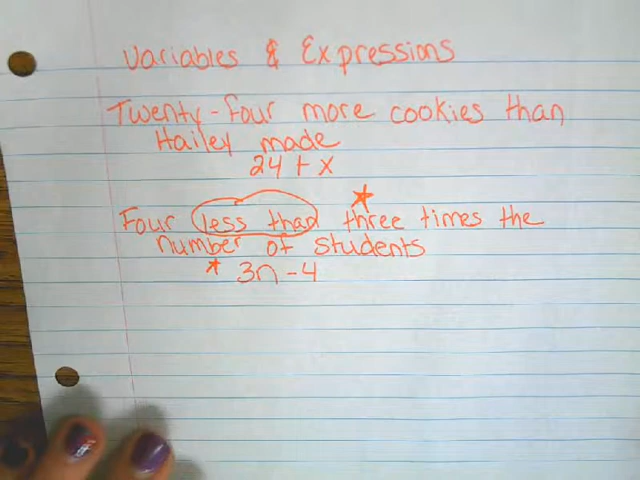 Variables & Expressions
Twenty-four more cookies than
Hailey made
24 + x
Four less than three times the
number of students
* 3n - 4